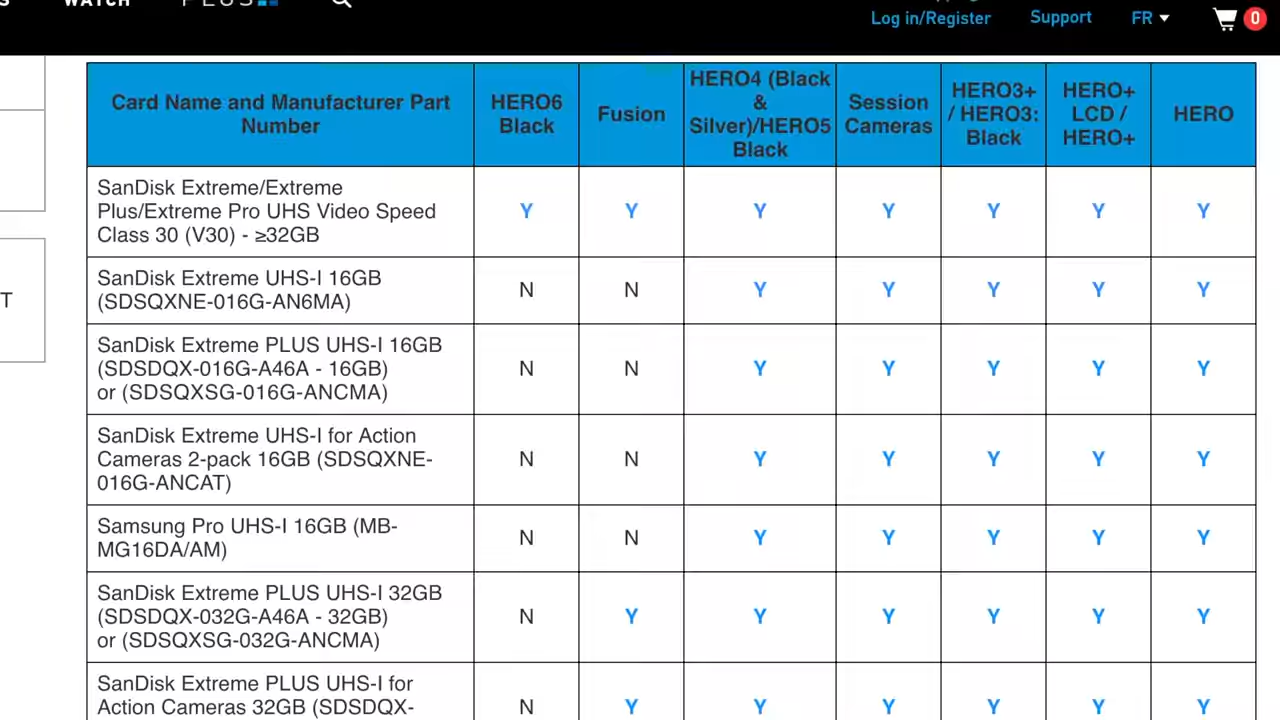 WATCH
PLUS
Log in/Register
Support
FR
0
Card Name and Manufacturer Part
Number
HERO6
Black
Fusion
HERO4 (Black
&
Silver)/HERO5
Black
Session
Cameras
HERO3+
/ HERO3:
Black
HERO+
LCD /
HERO+
HERO
SanDisk Extreme/Extreme
Plus/Extreme Pro UHS Video Speed
Class 30 (V30) - ≥32GB
Y Y Y Y Y Y Y
SanDisk Extreme UHS-I 16GB
(SDSQXNE-016G-AN6MA)
N N Y Y Y Y Y
T
SanDisk Extreme PLUS UHS-I 16GB
(SDSDQX-016G-A46A - 16GB)
or (SDSQXSG-016G-ANCMA)
N N Y Y Y Y Y
SanDisk Extreme UHS-I for Action
Cameras 2-pack 16GB (SDSQXNE-
016G-ANCAT)
N N Y Y Y Y Y
Samsung Pro UHS-I 16GB (MB-
MG16DA/AM)
N N Y Y Y Y Y
SanDisk Extreme PLUS UHS-I 32GB
(SDSDQX-032G-A46A - 32GB)
or (SDSQXSG-032G-ANCMA)
N Y Y Y Y Y Y
SanDisk Extreme PLUS UHS-I for
Action Cameras 32GB (SDSDQX-
N Y Y Y Y Y Y